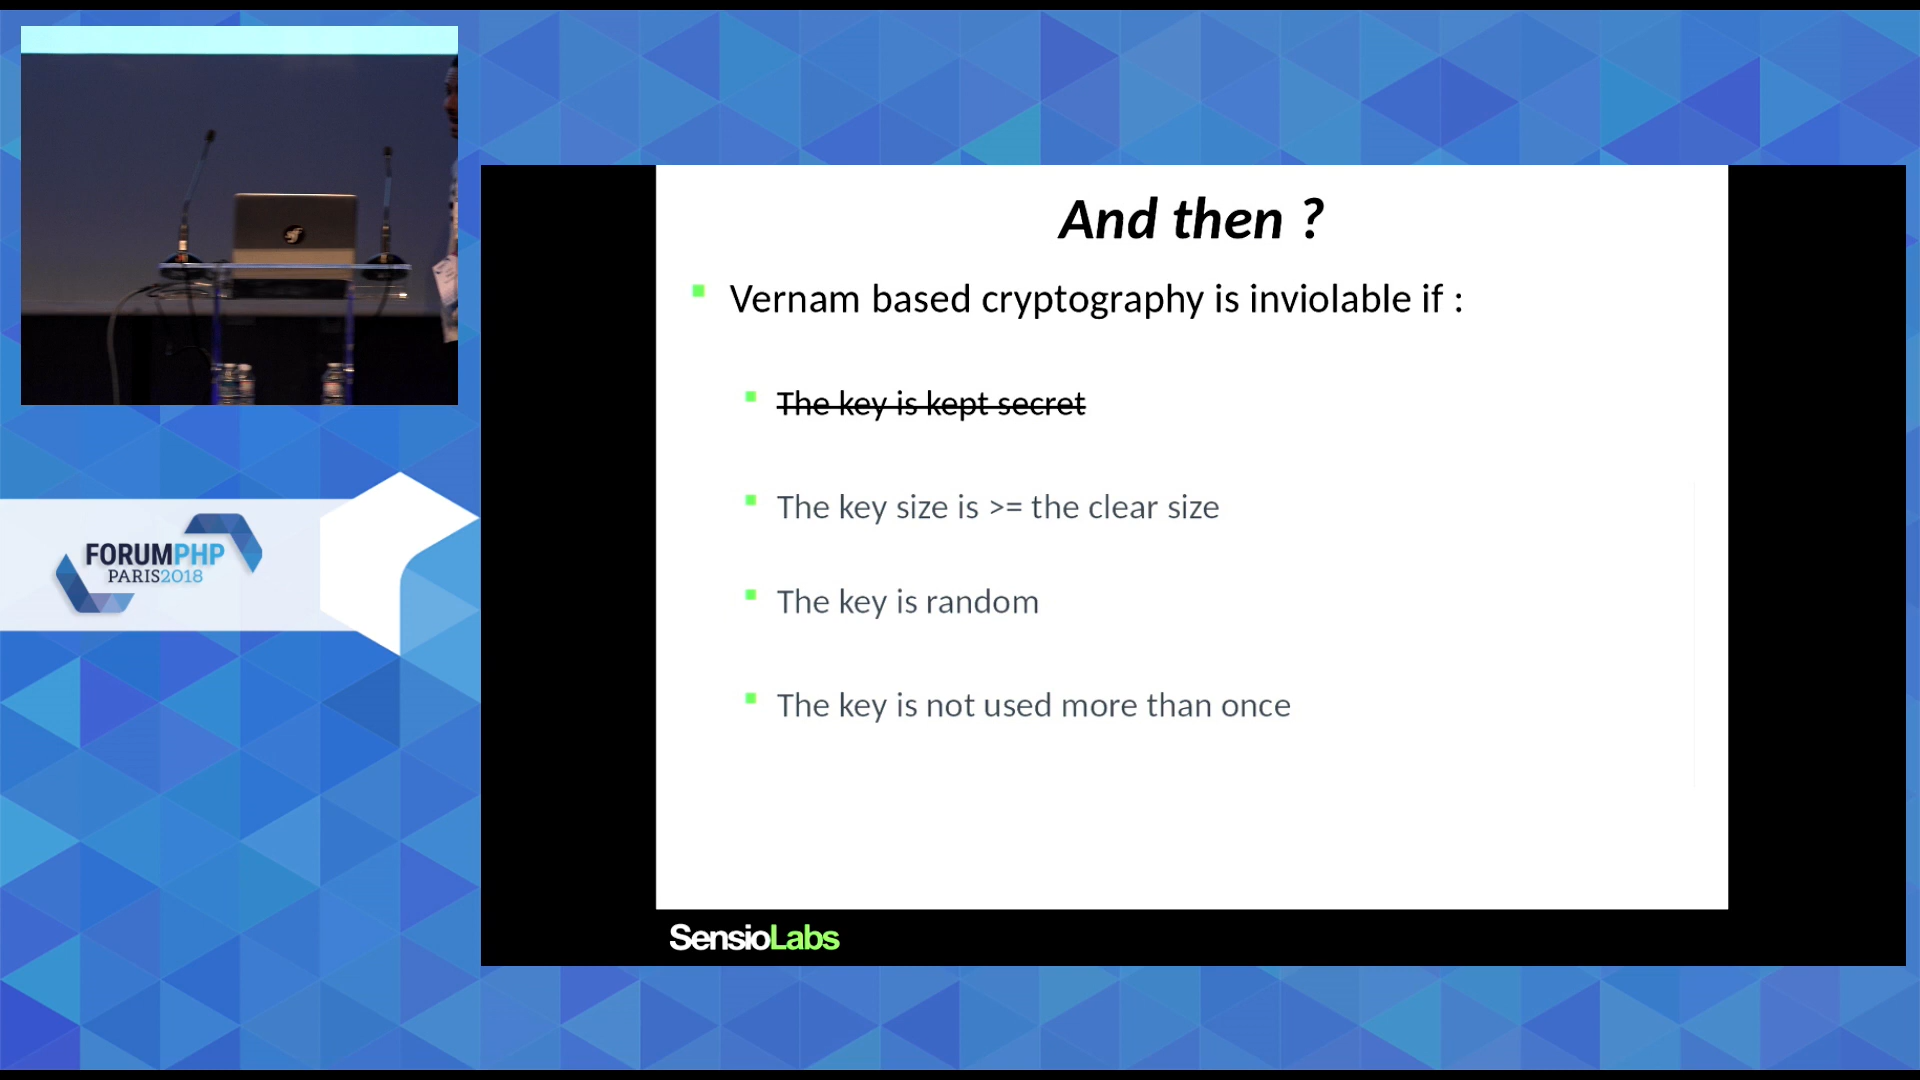 And then ?
Vernam based cryptography is inviolable if :
The key is kept secret
The key size is >= the clear size
The key is random
The key is not used more than once
FORUMPHP
PARIS2018
SensioLabs